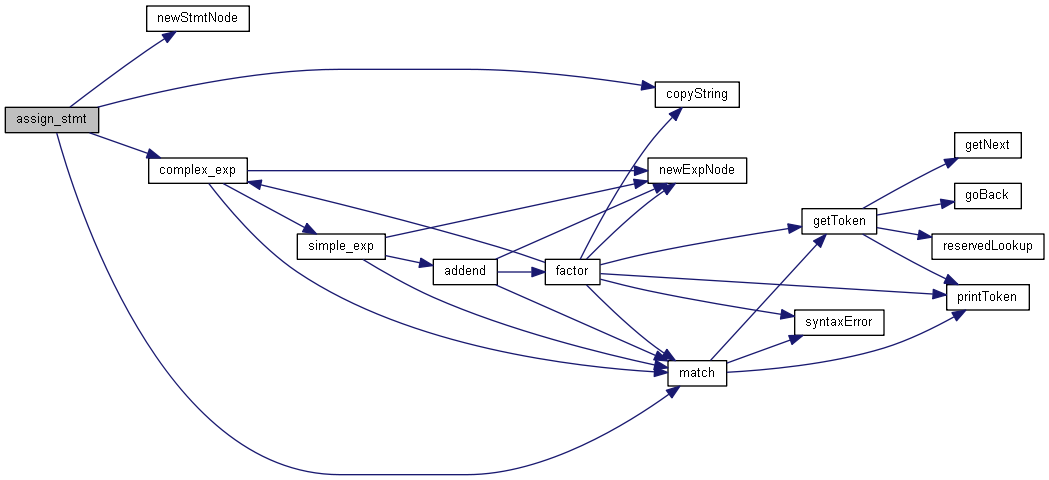 newStmtNode
copyString
assign_stmt
getNext
complex_exp
newExpNode
goBack
getToken
simple_exp
reservedLookup
addend
factor
printToken
syntaxError
match